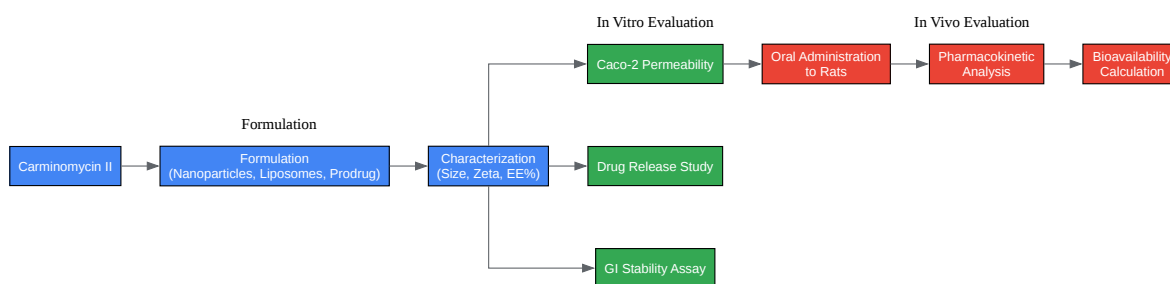 In Vitro Evaluation
In Vivo Evaluation
Caco-2 Permeability
Oral Administration
to Rats
Pharmacokinetic
Analysis
Bioavailability
Calculation
Formulation
Carminomycin II
Formulation
(Nanoparticles, Liposomes, Prodrug)
Characterization
(Size, Zeta, EE%)
Drug Release Study
GI Stability Assay